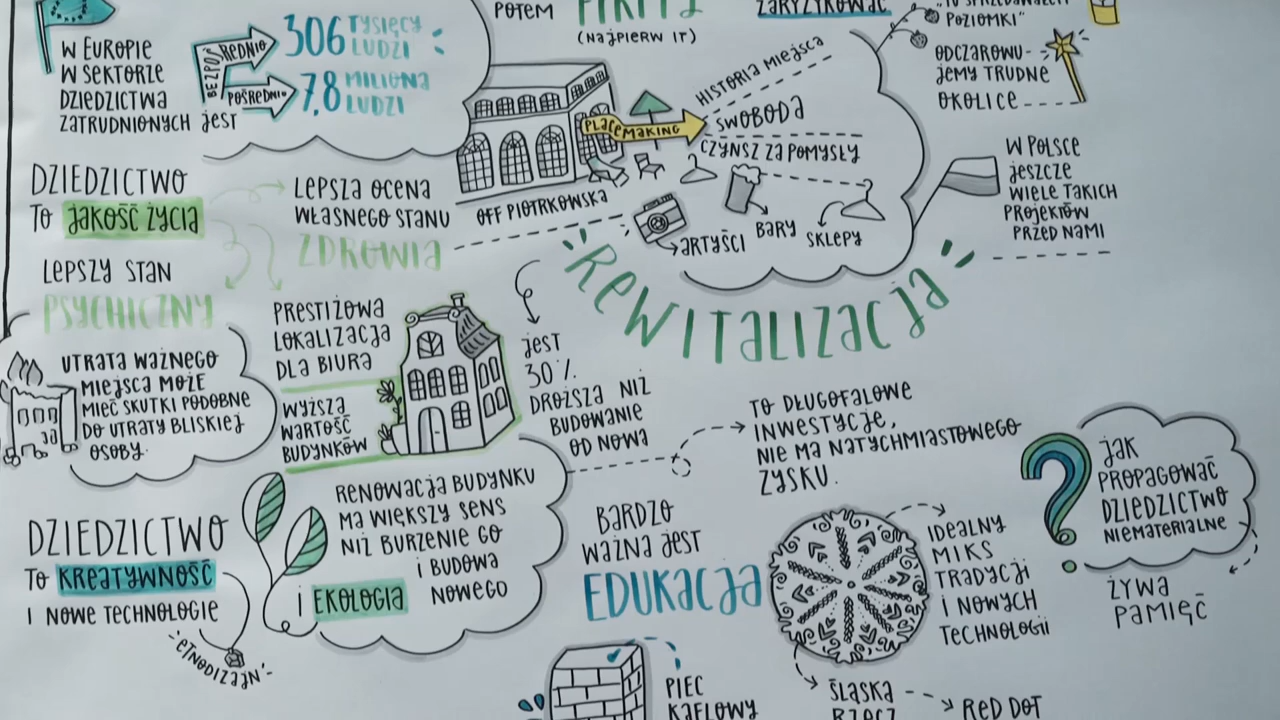 W EUROPIE
W SEKTORZE
DZIEDZICTWA
ZATRUDNIONYCH JEST
BEZPOŚREDNIO
306 TYSIĘCY
LUDZI
POŚREDNIO
7,8 MILIONA
LUDZI
POTEM
(NAJPIERW IT)
ZARYZYKOWAĆ
POZIOMKI"
ODCZAROWU-
JEMY TRUDNE
OKOLICE
PLACEMAKING
HISTORIA MIEJSCA
SWOBODA
CZYNSZ ZA POMYSŁY
OFF PIOTRKOWSKA
ARTYŚCI
BARY
SKLEPY
W POLSCE
JESZCZE
WIELE TAKICH
PROJEKTÓW
PRZED NAMI
DZIEDZICTWO
TO JAKOŚĆ ŻYCIA
LEPSZA OCENA
WŁASNEGO STANU
ZDROWIA
LEPSZY STAN
PSYCHICZNY
UTRATA WAŻNEGO
MIEJSCA MOŻE
MIEĆ SKUTKI PODOBNE
DO UTRATY BLISKIEJ
OSOBY.
PRESTIŻOWA
LOKALIZACJA
DLA BIURA
WYŻSZA
WARTOŚĆ
BUDYNKÓW
REWITALIZACJA
JEST
30%
DROŻSZA NIŻ
BUDOWANIE
OD NOWA
TO DŁUGOFALOWE
INWESTYCJE,
NIE MA NATYCHMIASTOWEGO
ZYSKU.
RENOWACJA BUDYNKU
MA WIĘKSZY SENS
NIŻ BURZENIE GO
I BUDOWA
NOWEGO
I EKOLOGIA
DZIEDZICTWO
TO KREATYWNOŚĆ
I NOWE TECHNOLOGIE
ETNODIZAJN
BARDZO
WAŻNA JEST
EDUKACJA
IDEALNY
MIKS
TRADYCJI
I NOWYCH
TECHNOLOGII
?
JAK
PROPAGOWAĆ
DZIEDZICTWO
NIEMATERIALNE
ŻYWA
PAMIĘĆ
PIEC
KAFLOWY
ŚLĄSKA
RZECZ
RED DOT